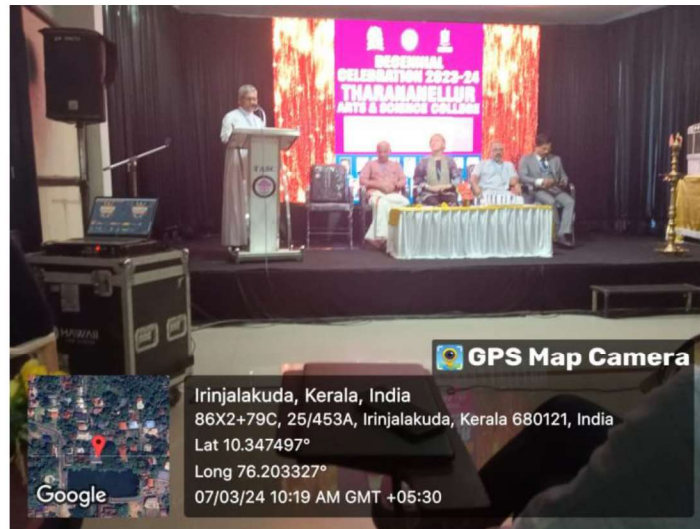 DECENNIAL
CELEBRATION 2023-24
THARANANELLUR
ARTS & SCIENCE COLLEGE
TASC
HAWAII
GPS Map Camera
Irinjalakuda, Kerala, India
86X2+79C, 25/453A, Irinjalakuda, Kerala 680121, India
Lat 10.347497°
Long 76.203327°
07/03/24 10:19 AM GMT +05:30
Google